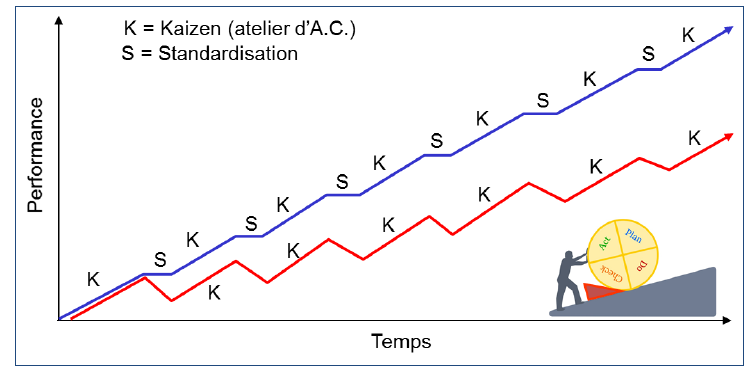 K = Kaizen (atelier d'A.C.)
S = Standardisation
Performance
K
S
K
S
K
S
K
S
K
S
K
S
K
K
K
K
K
K
K
Act
Plan
Check
Do
Temps